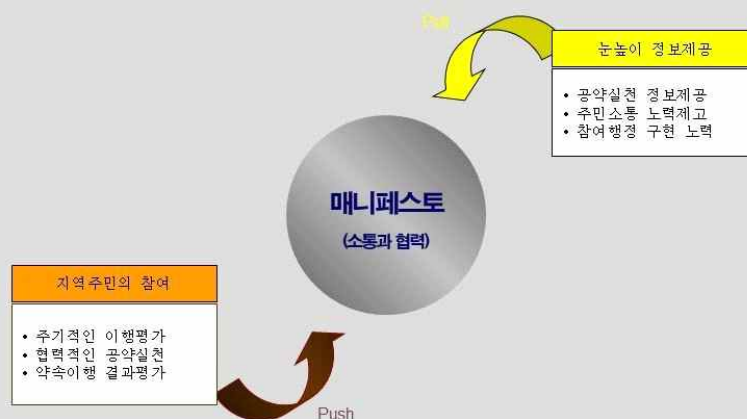 Pull
눈높이 정보제공
• 공약실천 정보제공
• 주민소통 노력제고
• 참여행정 구현 노력
매니페스토
(소통과 협력)
지역주민의 참여
• 주기적인 이행평가
• 협력적인 공약실천
• 약속이행 결과평가
Push